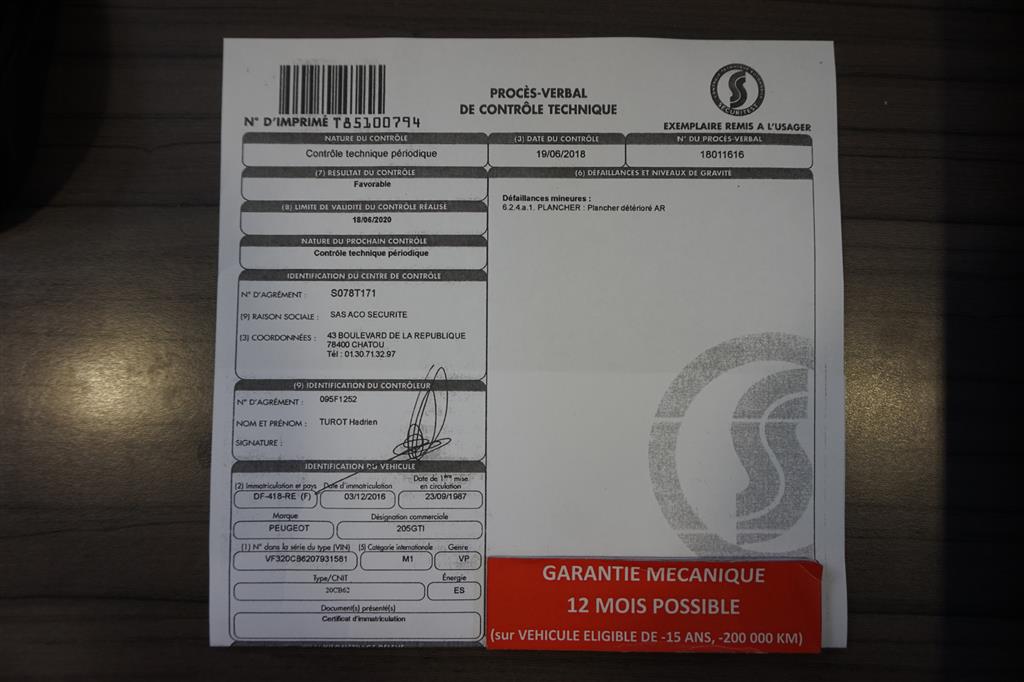 PROCÈS-VERBAL
DE CONTRÔLE TECHNIQUE
SECURITEST
N° D'IMPRIMÉ T85100794
EXEMPLAIRE REMIS A L'USAGER
NATURE DU CONTRÔLE
Contrôle technique périodique
(3) DATE DU CONTRÔLE
19/06/2018
N° DU PROCÈS-VERBAL
18011616
(7) RÉSULTAT DU CONTRÔLE
Favorable
(6) DÉFAILLANCES ET NIVEAUX DE GRAVITÉ
Défaillances mineures :
6.2.4.a.1. PLANCHER : Plancher détérioré AR
(8) LIMITE DE VALIDITÉ DU CONTRÔLE RÉALISÉ
18/06/2020
NATURE DU PROCHAIN CONTRÔLE
Contrôle technique périodique
IDENTIFICATION DU CENTRE DE CONTRÔLE
N° D'AGRÉMENT : S078T171
(9) RAISON SOCIALE : SAS ACO SECURITE
(3) COORDONNÉES : 43 BOULEVARD DE LA REPUBLIQUE
78400 CHATOU
Tél : 01.30.71.32.97
(9) IDENTIFICATION DU CONTRÔLEUR
N° D'AGRÉMENT : 095F1252
NOM ET PRÉNOM : TUROT Hadrien
SIGNATURE :
IDENTIFICATION DU VÉHICULE
(2) Immatriculation et pays
DF-418-RE (F)
Date d'immatriculation
03/12/2016
Date de 1ère mise
en circulation
23/09/1987
Marque
PEUGEOT
Désignation commerciale
205GTI
(1) N° dans la série du type (VIN)
VF320CB6207931581
(5) Catégorie internationale
M1
Genre
VP
Type/CNIT
20CB62
Énergie
ES
Document(s) présenté(s)
Certificat d'immatriculation
GARANTIE MECANIQUE
12 MOIS POSSIBLE
(sur VEHICULE ELIGIBLE DE -15 ANS, -200 000 KM)